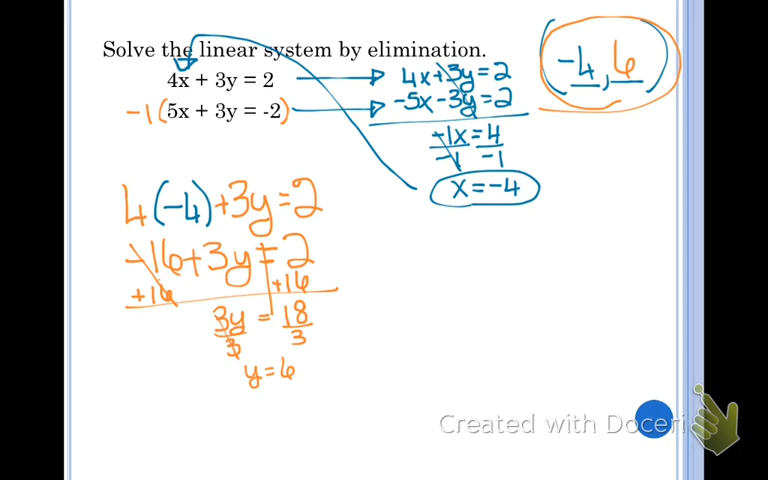 Solve the linear system by elimination.
(-4, 6)
4x + 3y = 2
4x+3y=2
-1(5x + 3y = -2)
-5x-3y=2
-1x=4
-1 -1
x=-4
4(-4)+3y=2
-16+3y=2
+16 +16
3y = 18
3 3
y=6
Created with Doceri